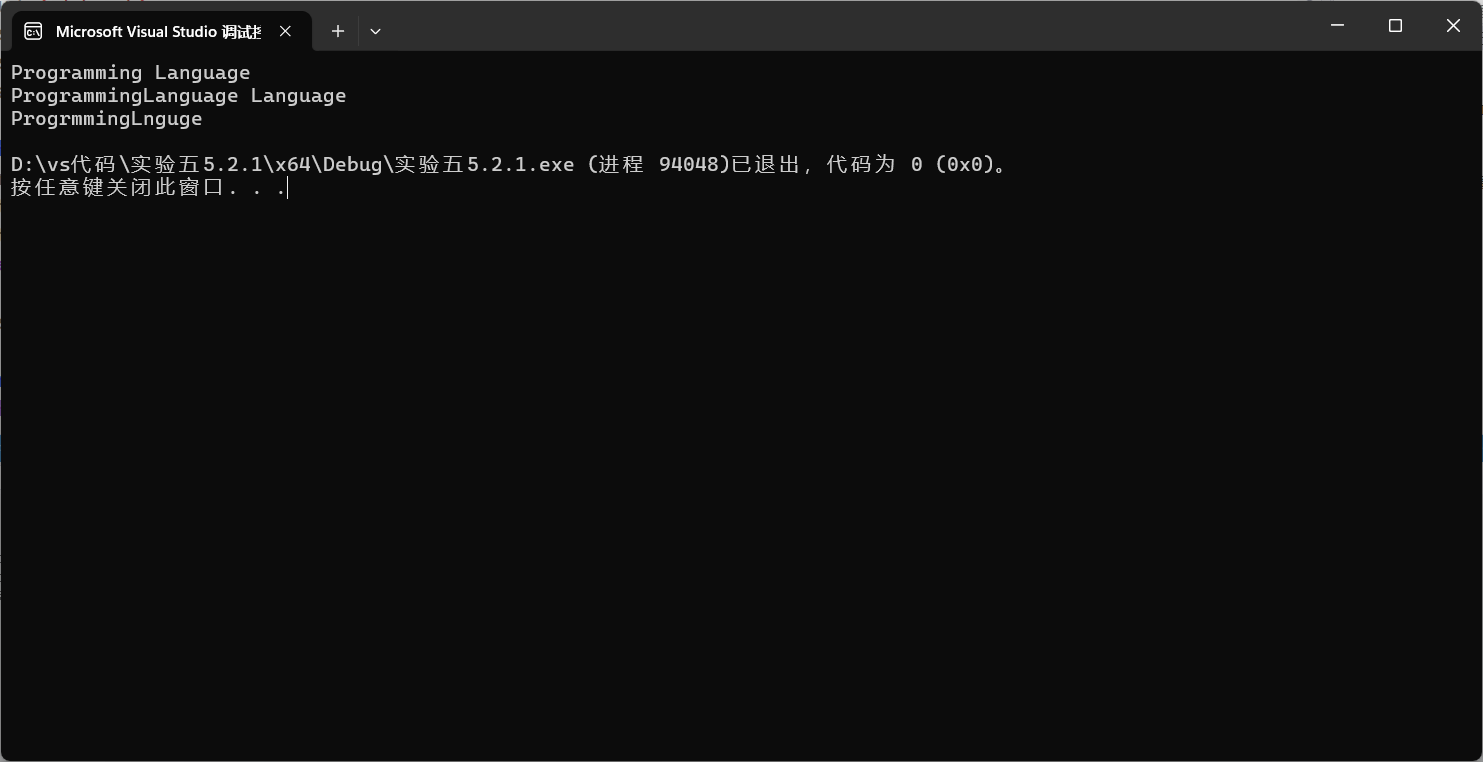 Microsoft Visual Studio 调试
Programming Language
ProgrammingLanguage Language
ProgrmmingLnguge
D:\vs代码\实验五5.2.1\x64\Debug\实验五5.2.1.exe (进程 94048)已退出，代码为 0 (0x0)。
按任意键关闭此窗口. . .